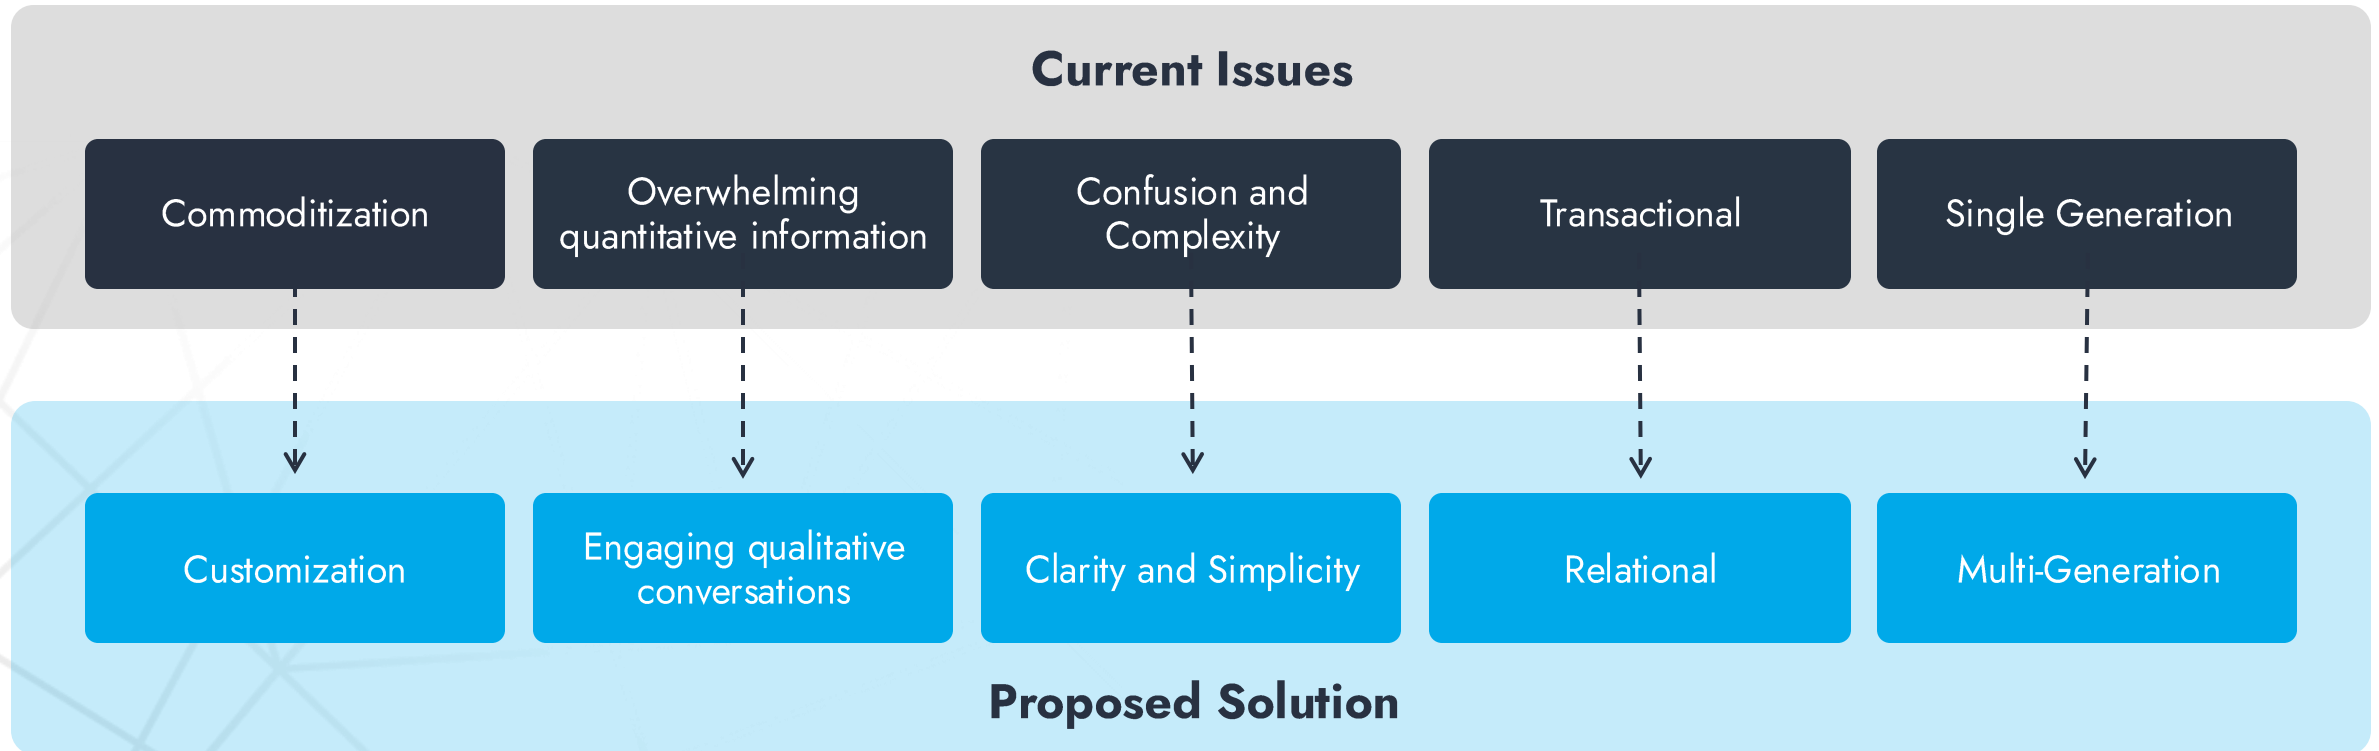 Current Issues
Commoditization
Overwhelming
quantitative information
Confusion and
Complexity
Transactional
Single Generation
Customization
Engaging qualitative
conversations
Clarity and Simplicity
Relational
Multi-Generation
Proposed Solution